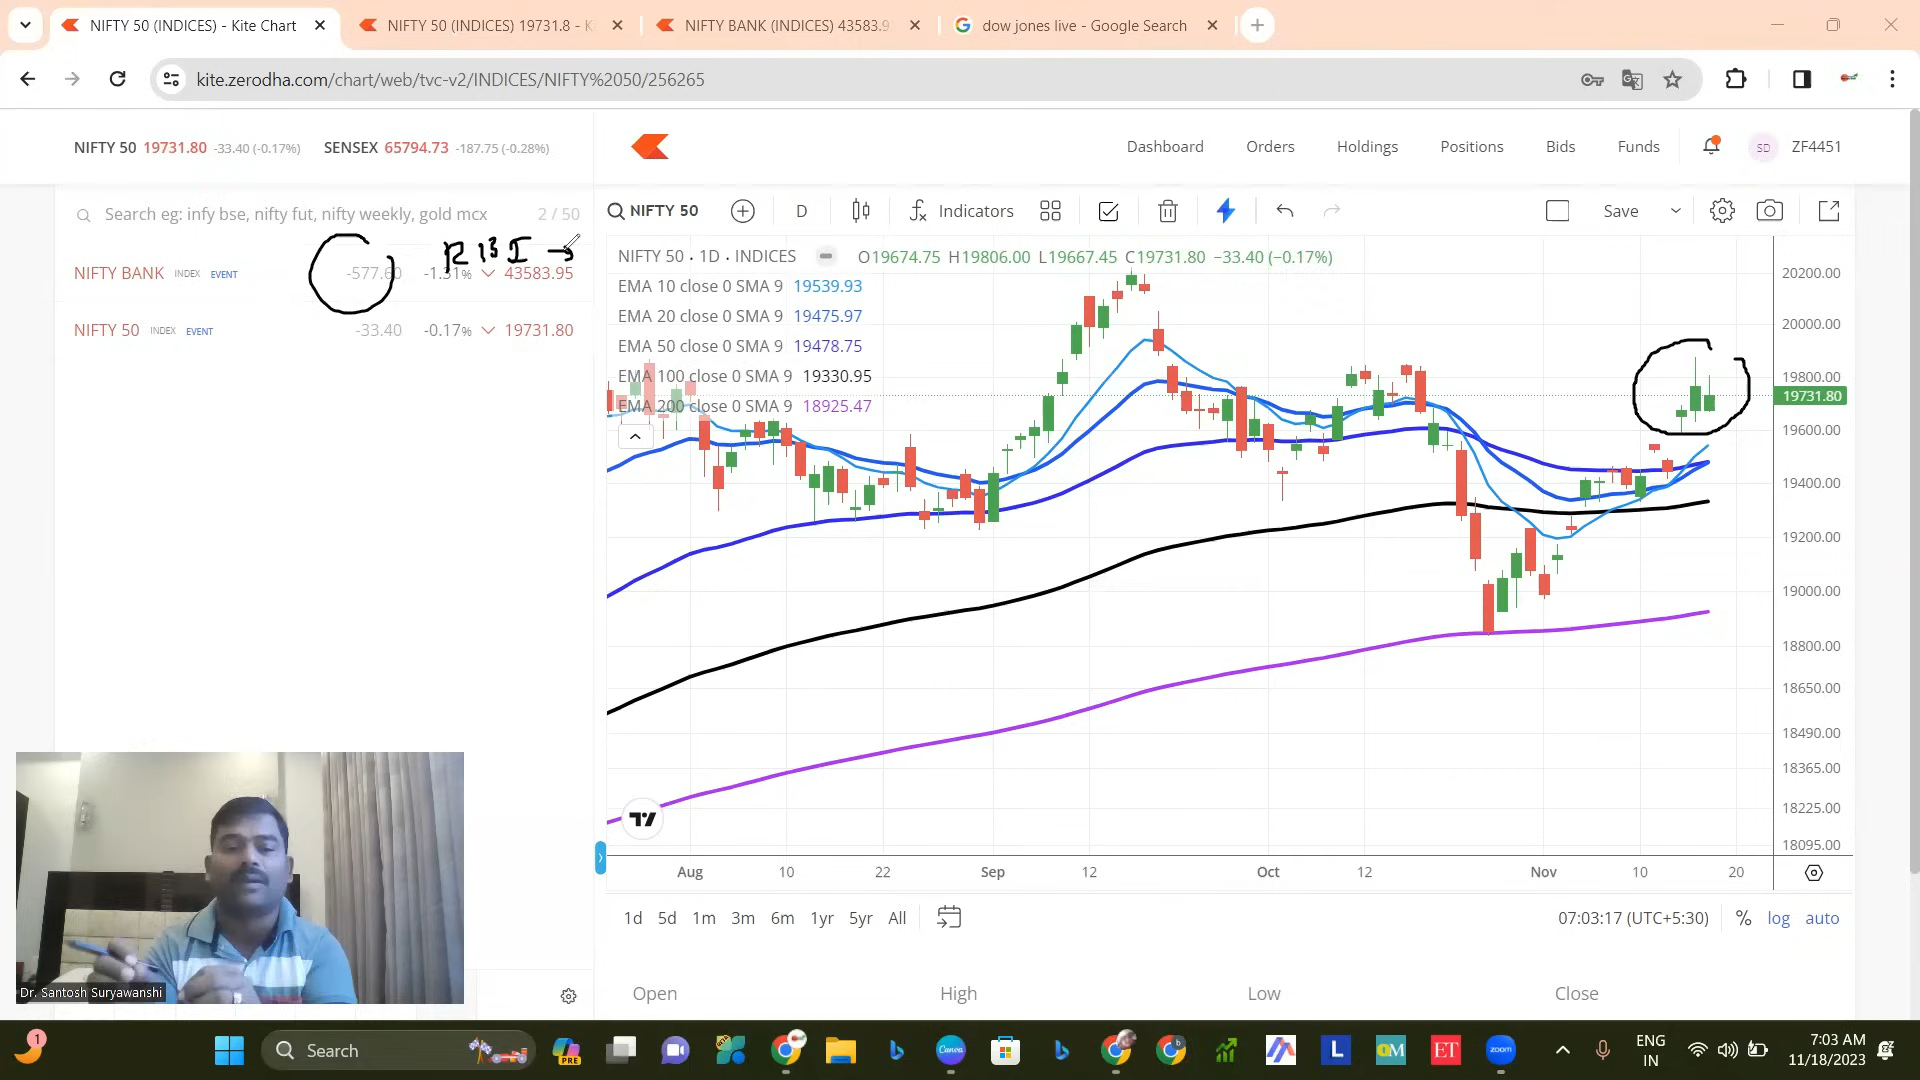 NIFTY 50 (INDICES) - Kite Chart
NIFTY 50 (INDICES) 19731.8 - K
NIFTY BANK (INDICES) 43583.9
dow jones live - Google Search
kite.zerodha.com/chart/web/tvc-v2/INDICES/NIFTY%2050/256265
NIFTY 50 19731.80 -33.40 (-0.17%) SENSEX 65794.73 -187.75 (-0.28%)
Dashboard Orders Holdings Positions Bids Funds SD ZF4451
Search eg: infy bse, nifty fut, nifty weekly, gold mcx 2 / 50
NIFTY 50 D Indicators Save
RBI →
NIFTY BANK INDEX EVENT -577.60 -1.31% 43583.95
NIFTY 50 INDEX EVENT -33.40 -0.17% 19731.80
NIFTY 50 · 1D · INDICES O19674.75 H19806.00 L19667.45 C19731.80 −33.40 (−0.17%)
EMA 10 close 0 SMA 9 19539.93
EMA 20 close 0 SMA 9 19475.97
EMA 50 close 0 SMA 9 19478.75
EMA 100 close 0 SMA 9 19330.95
EMA 200 close 0 SMA 9 18925.47
20200.00
20000.00
19800.00
19731.80
19600.00
19400.00
19200.00
19000.00
18800.00
18650.00
18490.00
18365.00
18225.00
18095.00
Aug 10 22 Sep 12 Oct 12 Nov 10 20
1d 5d 1m 3m 6m 1yr 5yr All 07:03:17 (UTC+5:30) % log auto
Open High Low Close
Dr. Santosh Suryawanshi
1
Search
PRE
Canva
L
QM
ET
zoom
ENG
IN
7:03 AM
11/18/2023